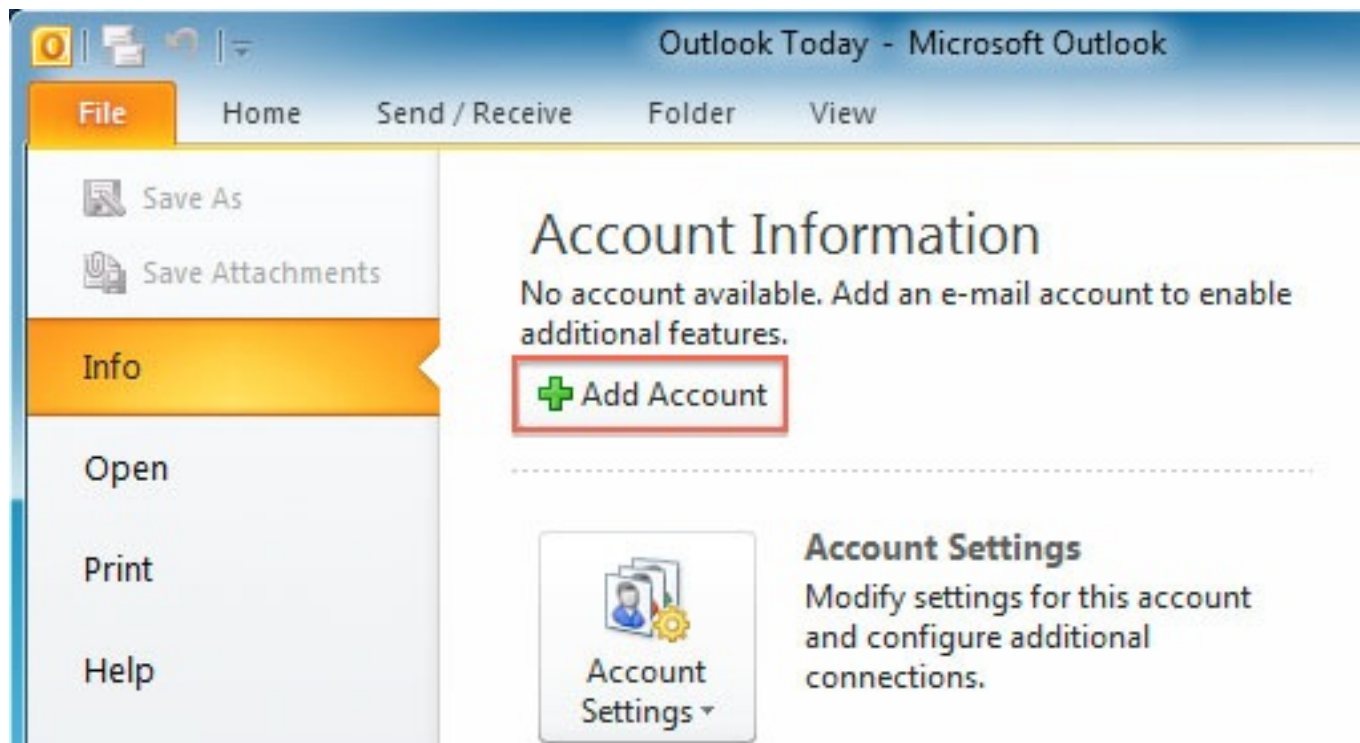 Outlook Today - Microsoft Outlook
File Home Send / Receive Folder View
Save As
Save Attachments
Info
Open
Print
Help
Account Information
No account available. Add an e-mail account to enable
additional features.
Add Account
Account
Settings
Account Settings
Modify settings for this account
and configure additional
connections.